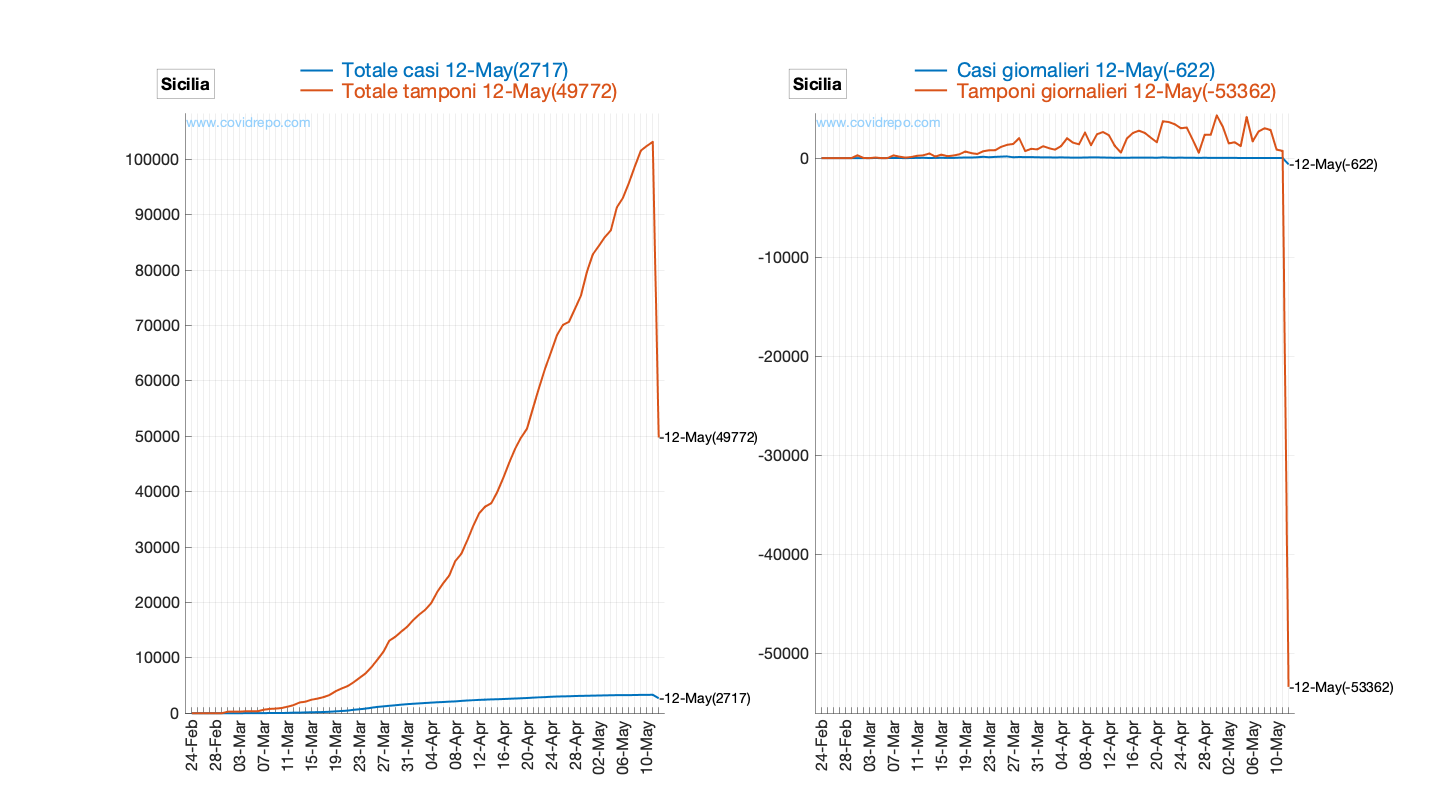 Sicilia
Totale casi 12-May(2717)
Totale tamponi 12-May(49772)
www.covidrepo.com
100000
90000
80000
70000
60000
50000
40000
30000
20000
10000
0
12-May(49772)
12-May(2717)
24-Feb
28-Feb
03-Mar
07-Mar
11-Mar
15-Mar
19-Mar
23-Mar
27-Mar
31-Mar
04-Apr
08-Apr
12-Apr
16-Apr
20-Apr
24-Apr
28-Apr
02-May
06-May
10-May
Sicilia
Casi giornalieri 12-May(-622)
Tamponi giornalieri 12-May(-53362)
www.covidrepo.com
0
-10000
-20000
-30000
-40000
-50000
12-May(-622)
12-May(-53362)
24-Feb
28-Feb
03-Mar
07-Mar
11-Mar
15-Mar
19-Mar
23-Mar
27-Mar
31-Mar
04-Apr
08-Apr
12-Apr
16-Apr
20-Apr
24-Apr
28-Apr
02-May
06-May
10-May